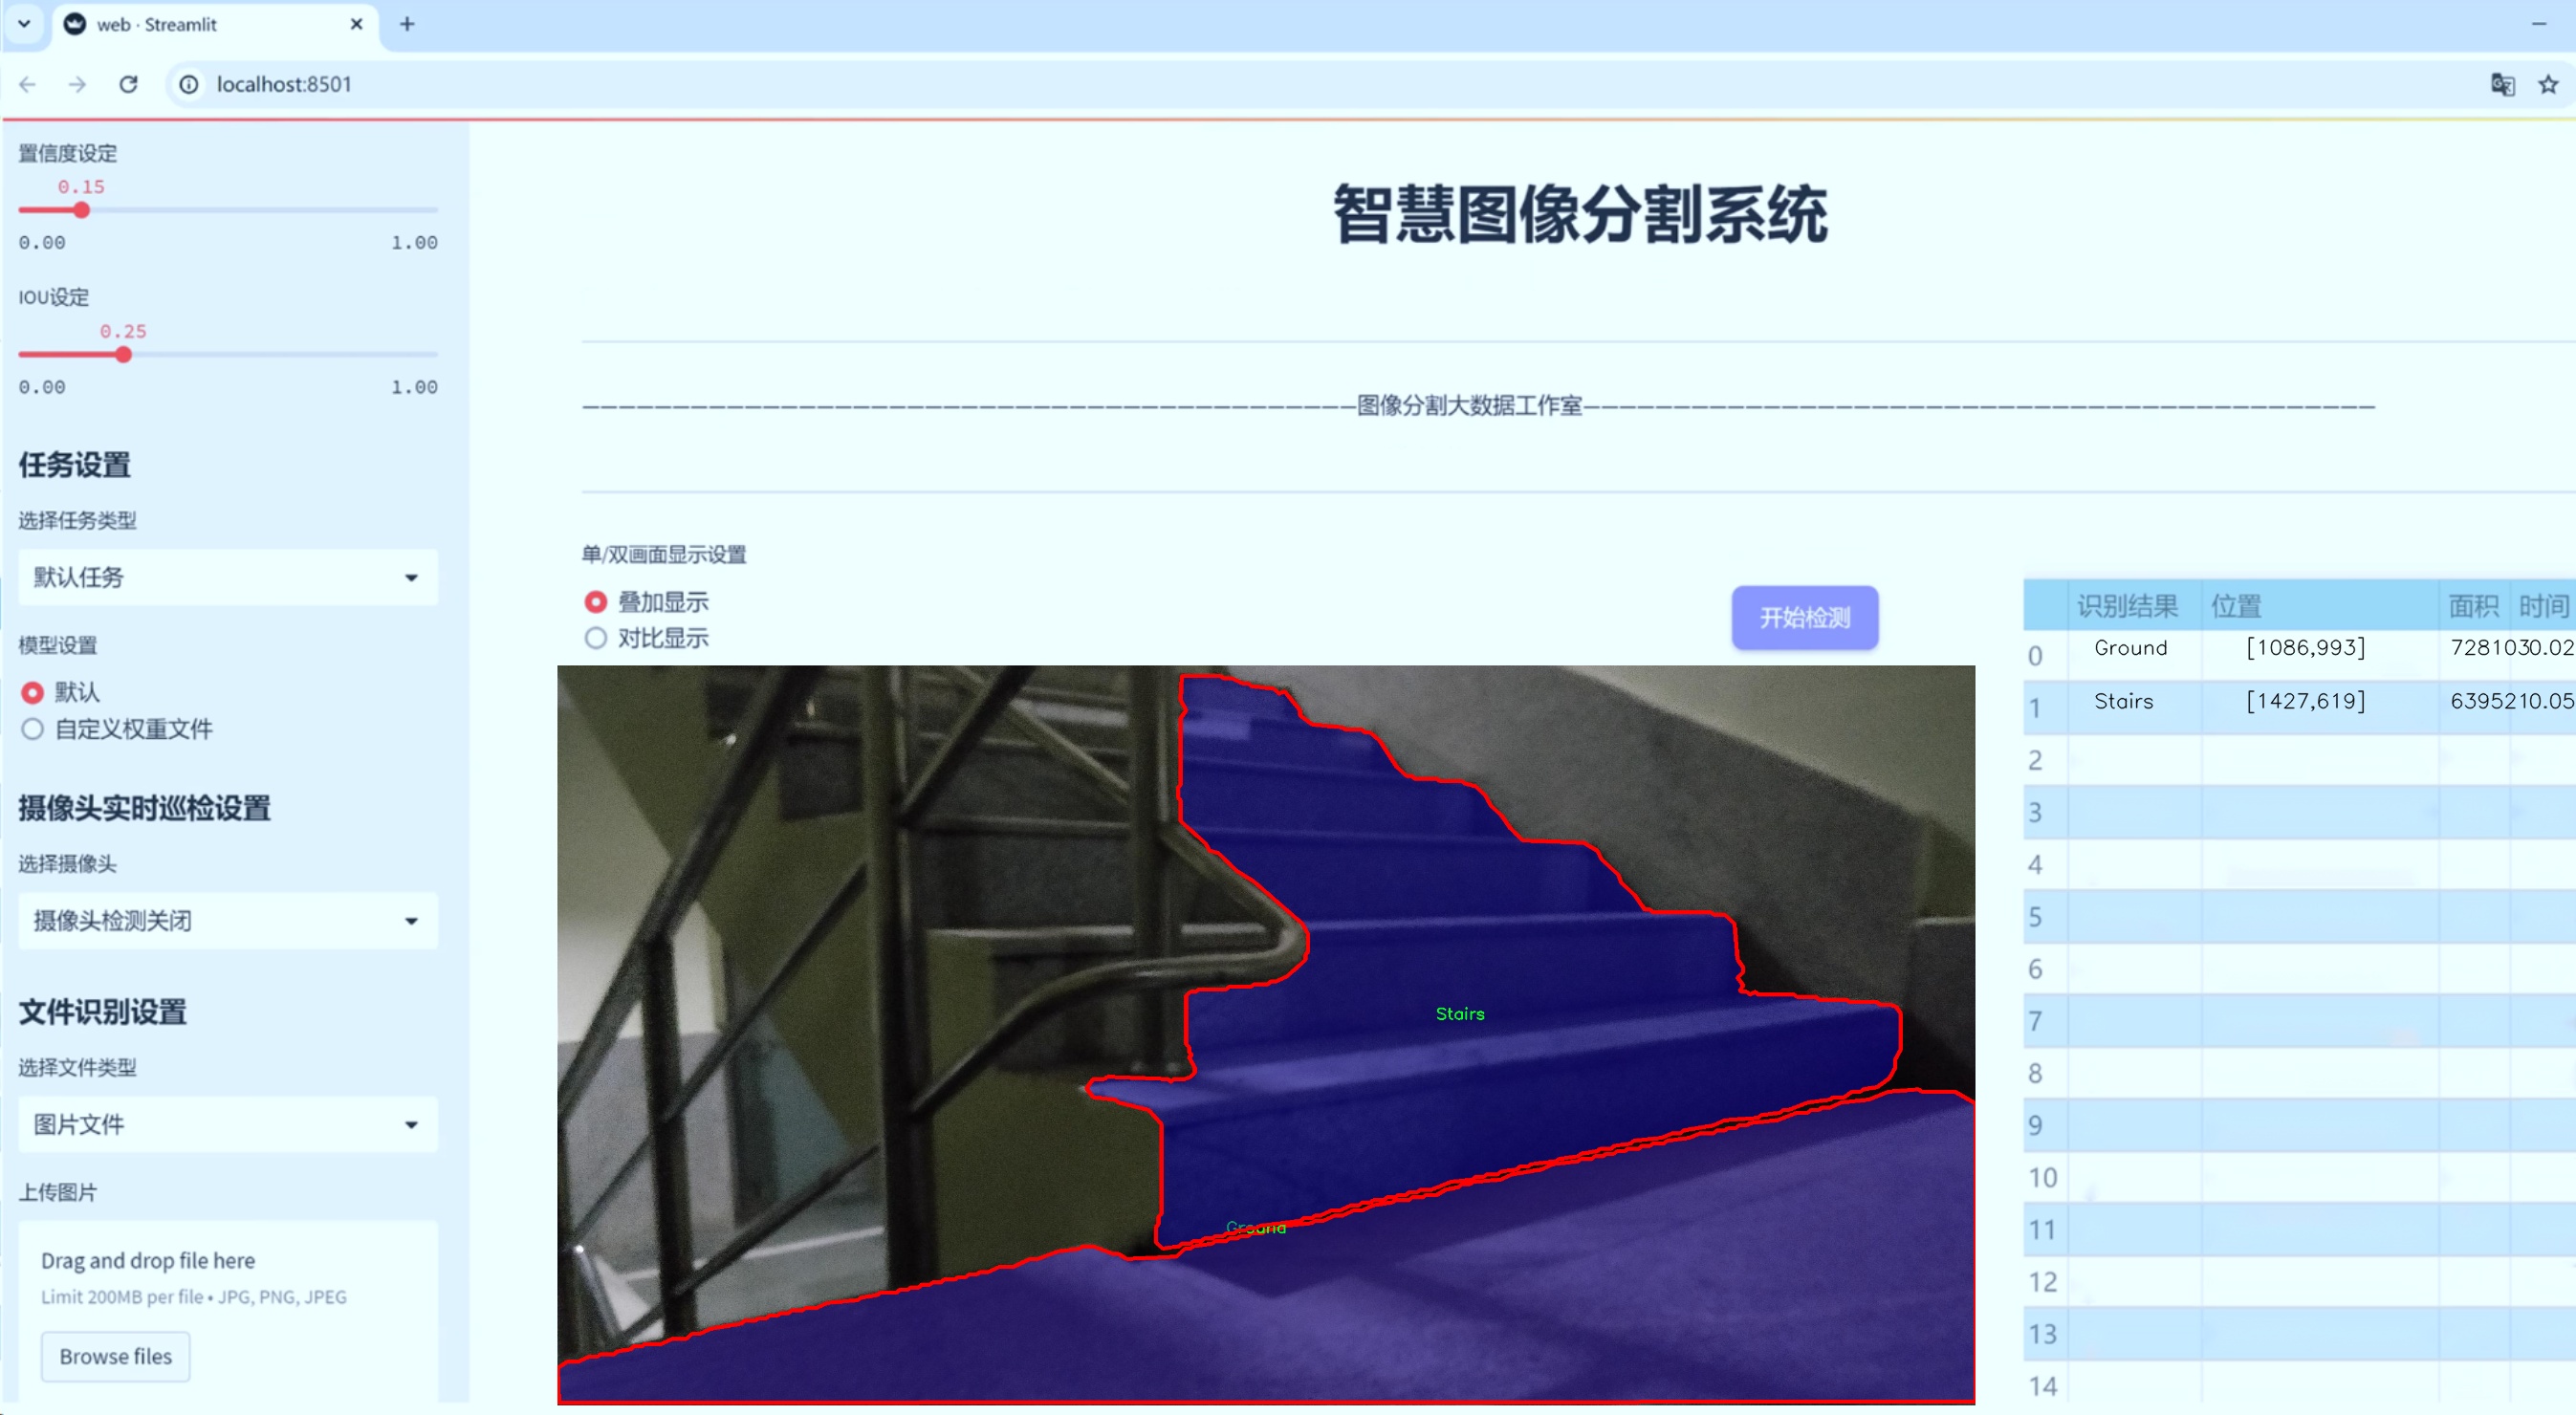 web · Streamlit
localhost:8501
置信度设定
0.15
0.00 1.00
IOU设定
0.25
0.00 1.00
任务设置
选择任务类型
默认任务
模型设置
默认
自定义权重文件
摄像头实时巡检设置
选择摄像头
摄像头检测关闭
文件识别设置
选择文件类型
图片文件
上传图片
Drag and drop file here
Limit 200MB per file • JPG, PNG, JPEG
Browse files
智慧图像分割系统
———————————————————————————————————————————图像分割大数据工作室————————————————————————————————————————————
单/双画面显示设置
叠加显示
对比显示
开始检测
Stairs
Ground
识别结果 位置 面积 时间
0 Ground [1086,993] 7281030.02
1 Stairs [1427,619] 6395210.05
2
3
4
5
6
7
8
9
10
11
12
13
14